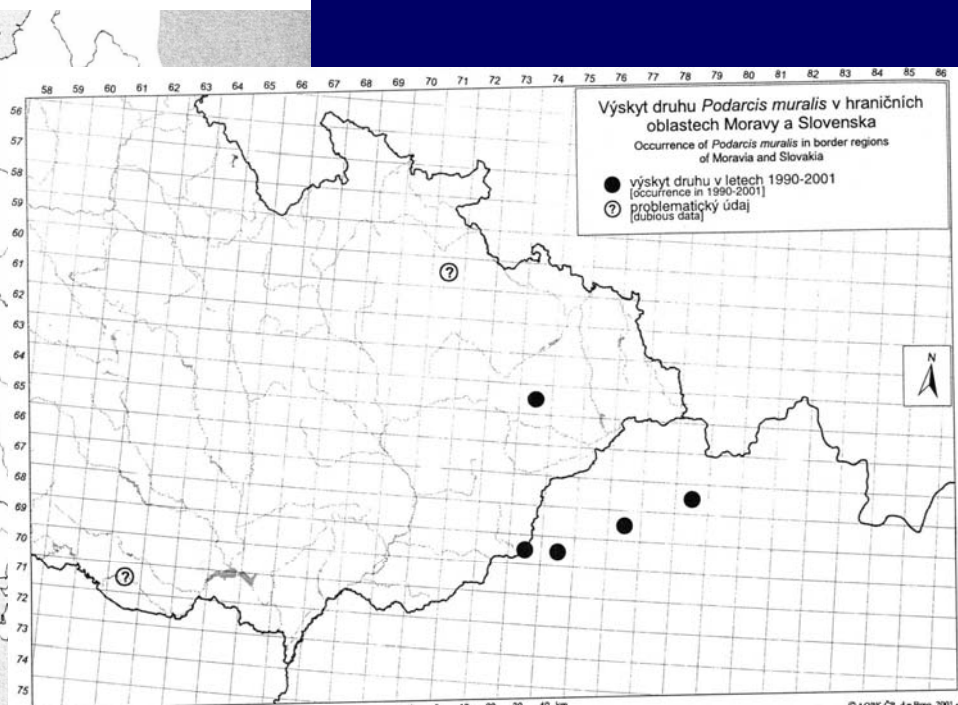 58 59 60 61 62 63 64 65 66 67 68 69 70 71 72 73 74 75 76 77 78 79 80 81 82 83 84 85 86
Výskyt druhu Podarcis muralis v hraničních
oblastech Moravy a Slovenska
Occurrence of Podarcis muralis in border regions
of Moravia and Slovakia
výskyt druhu v letech 1990-2001
[occurrence in 1990-2001]
? problematický údaj
[dubious data]
56
57
58
59
60
61
62
63
64
65
66
67
68
69
70
71
72
73
74
75
?
N
?